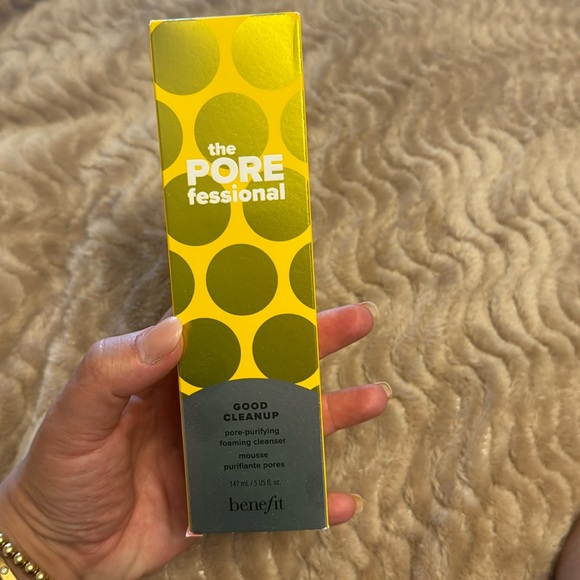 the
PORE
fessional
GOOD
CLEANUP
pore-purifying
foaming cleanser
mousse
purifiante pores
147 mL / 5 US fl. oz.
benefit